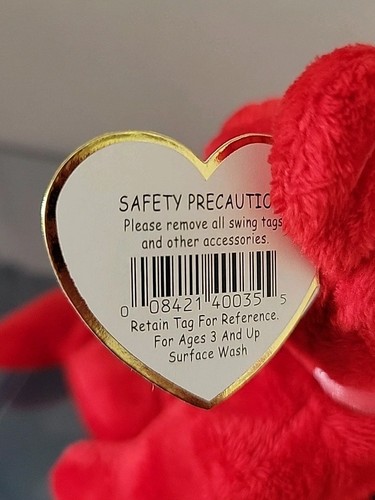 SAFETY PRECAUTIO
Please remove all swing tags
and other accessories.
0 08421 40035 5
Retain Tag For Reference.
For Ages 3 And Up
Surface Wash